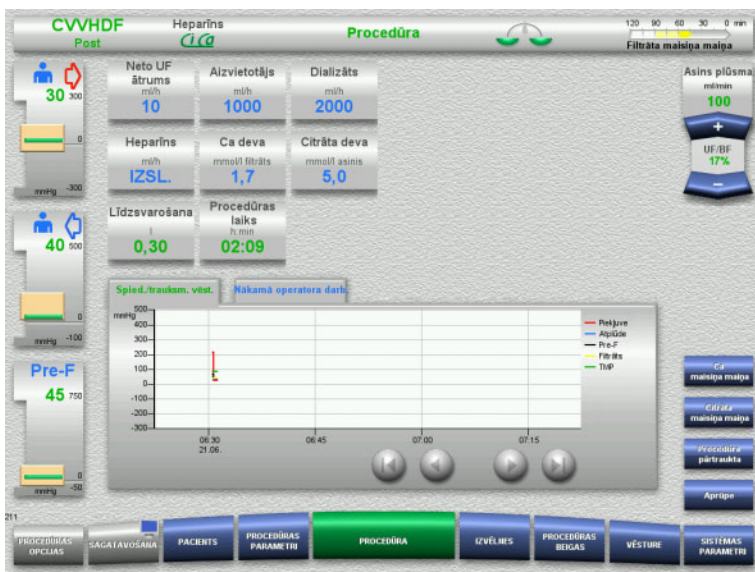 CVVHDF
Post
Heparīns
CiCa
Procedūra
120 90 60 30 0 min
Filtrāta maisiņa maiņa
30
300
0
-300
mmHg
40
500
0
-100
mmHg
Pre-F
45
750
0
-50
mmHg
Neto UF
ātrums
ml/h
10
Aizvietotājs
ml/h
1000
Dializāts
ml/h
2000
Heparīns
ml/h
IZSL.
Ca deva
mmol/l filtrāts
1,7
Citrāta deva
mmol/l asinis
5,0
Līdzsvarošana
l
0,30
Procedūras
laiks
h:min
02:09
Asins plūsma
ml/min
100
+
UF/BF
17%
−
Spied./trauksm. vēst.
Nākamā operatora darb.
mmHg
500
400
300
200
100
0
-100
-200
-300
06:30
21.06.
06:45
07:00
07:15
Piekļuve
Atplūde
Pre-F
Filtrāts
TMP
Ca
maisiņa maiņa
Citrāta
maisiņa maiņa
Procedūra
pārtraukta
Aprūpe
211
PROCEDŪRAS
OPCIJAS
SAGATAVOŠANA
PACIENTS
PROCEDŪRAS
PARAMETRI
PROCEDŪRA
IZVĒLNES
PROCEDŪRAS
BEIGAS
VĒSTURE
SISTĒMAS
PARAMETRI